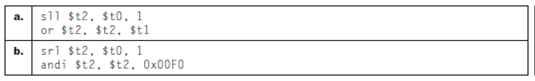 a. sll $t2, $t0, 1
or $t2, $t2, $t1
b. srl $t2, $t0, 1
andi $t2, $t2, 0x00F0